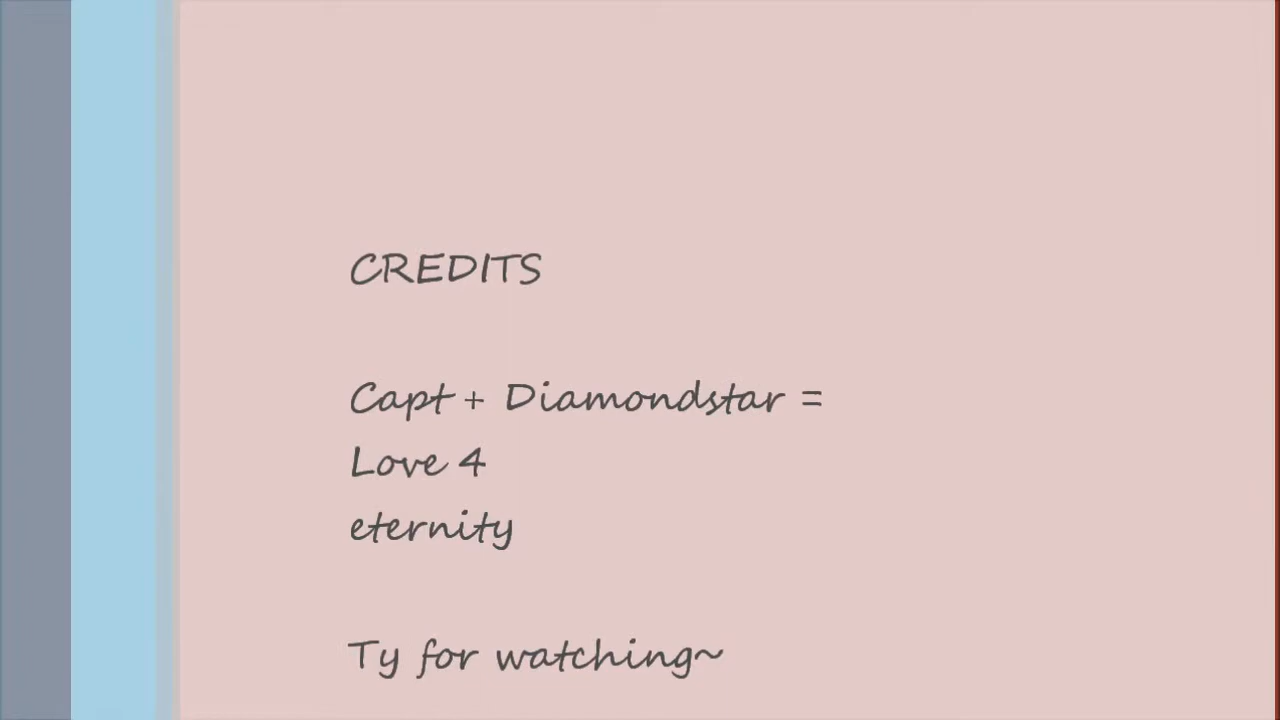 CREDITS
Capt + Diamondstar =
Love 4
eternity
Ty for watching~